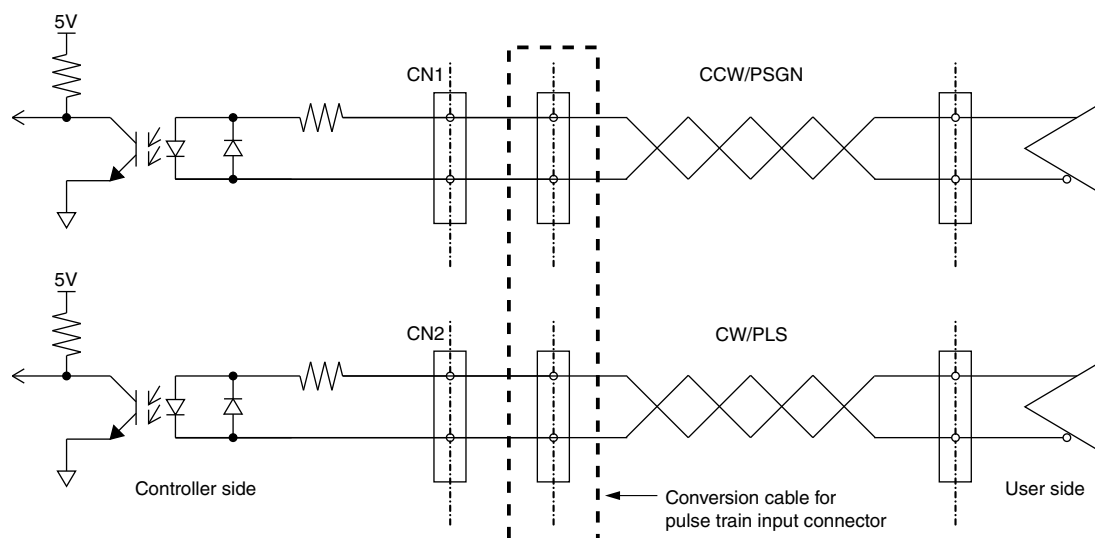 5V
CN1
CCW/PSGN
5V
CN2
CW/PLS
Controller side
Conversion cable for
pulse train input connector
User side